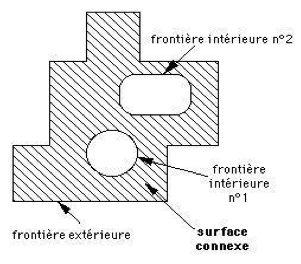 frontière intérieure n°2
frontière
intérieure
n°1
surface
connexe
frontière extérieure